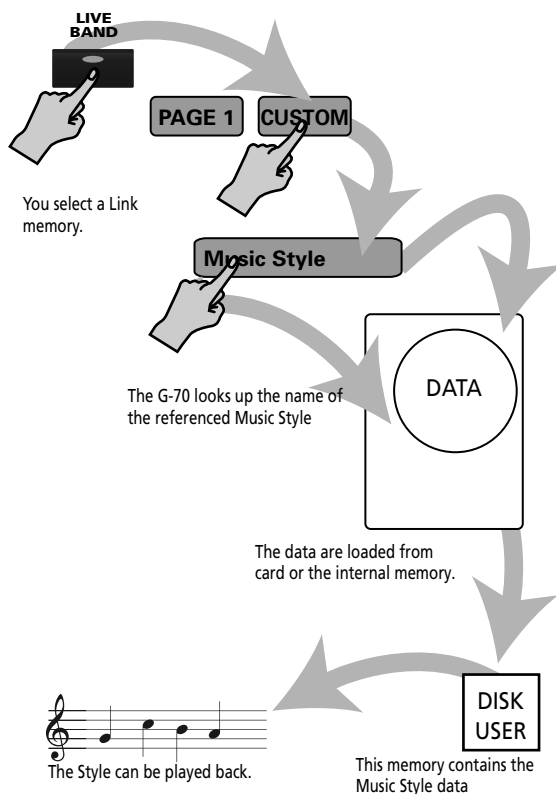 LIVE
BAND
PAGE 1
CUSTOM
You select a Link
memory.
Music Style
DATA
The G-70 looks up the name of
the referenced Music Style
The data are loaded from
card or the internal memory.
DISK
USER
The Style can be played back.
This memory contains the
Music Style data